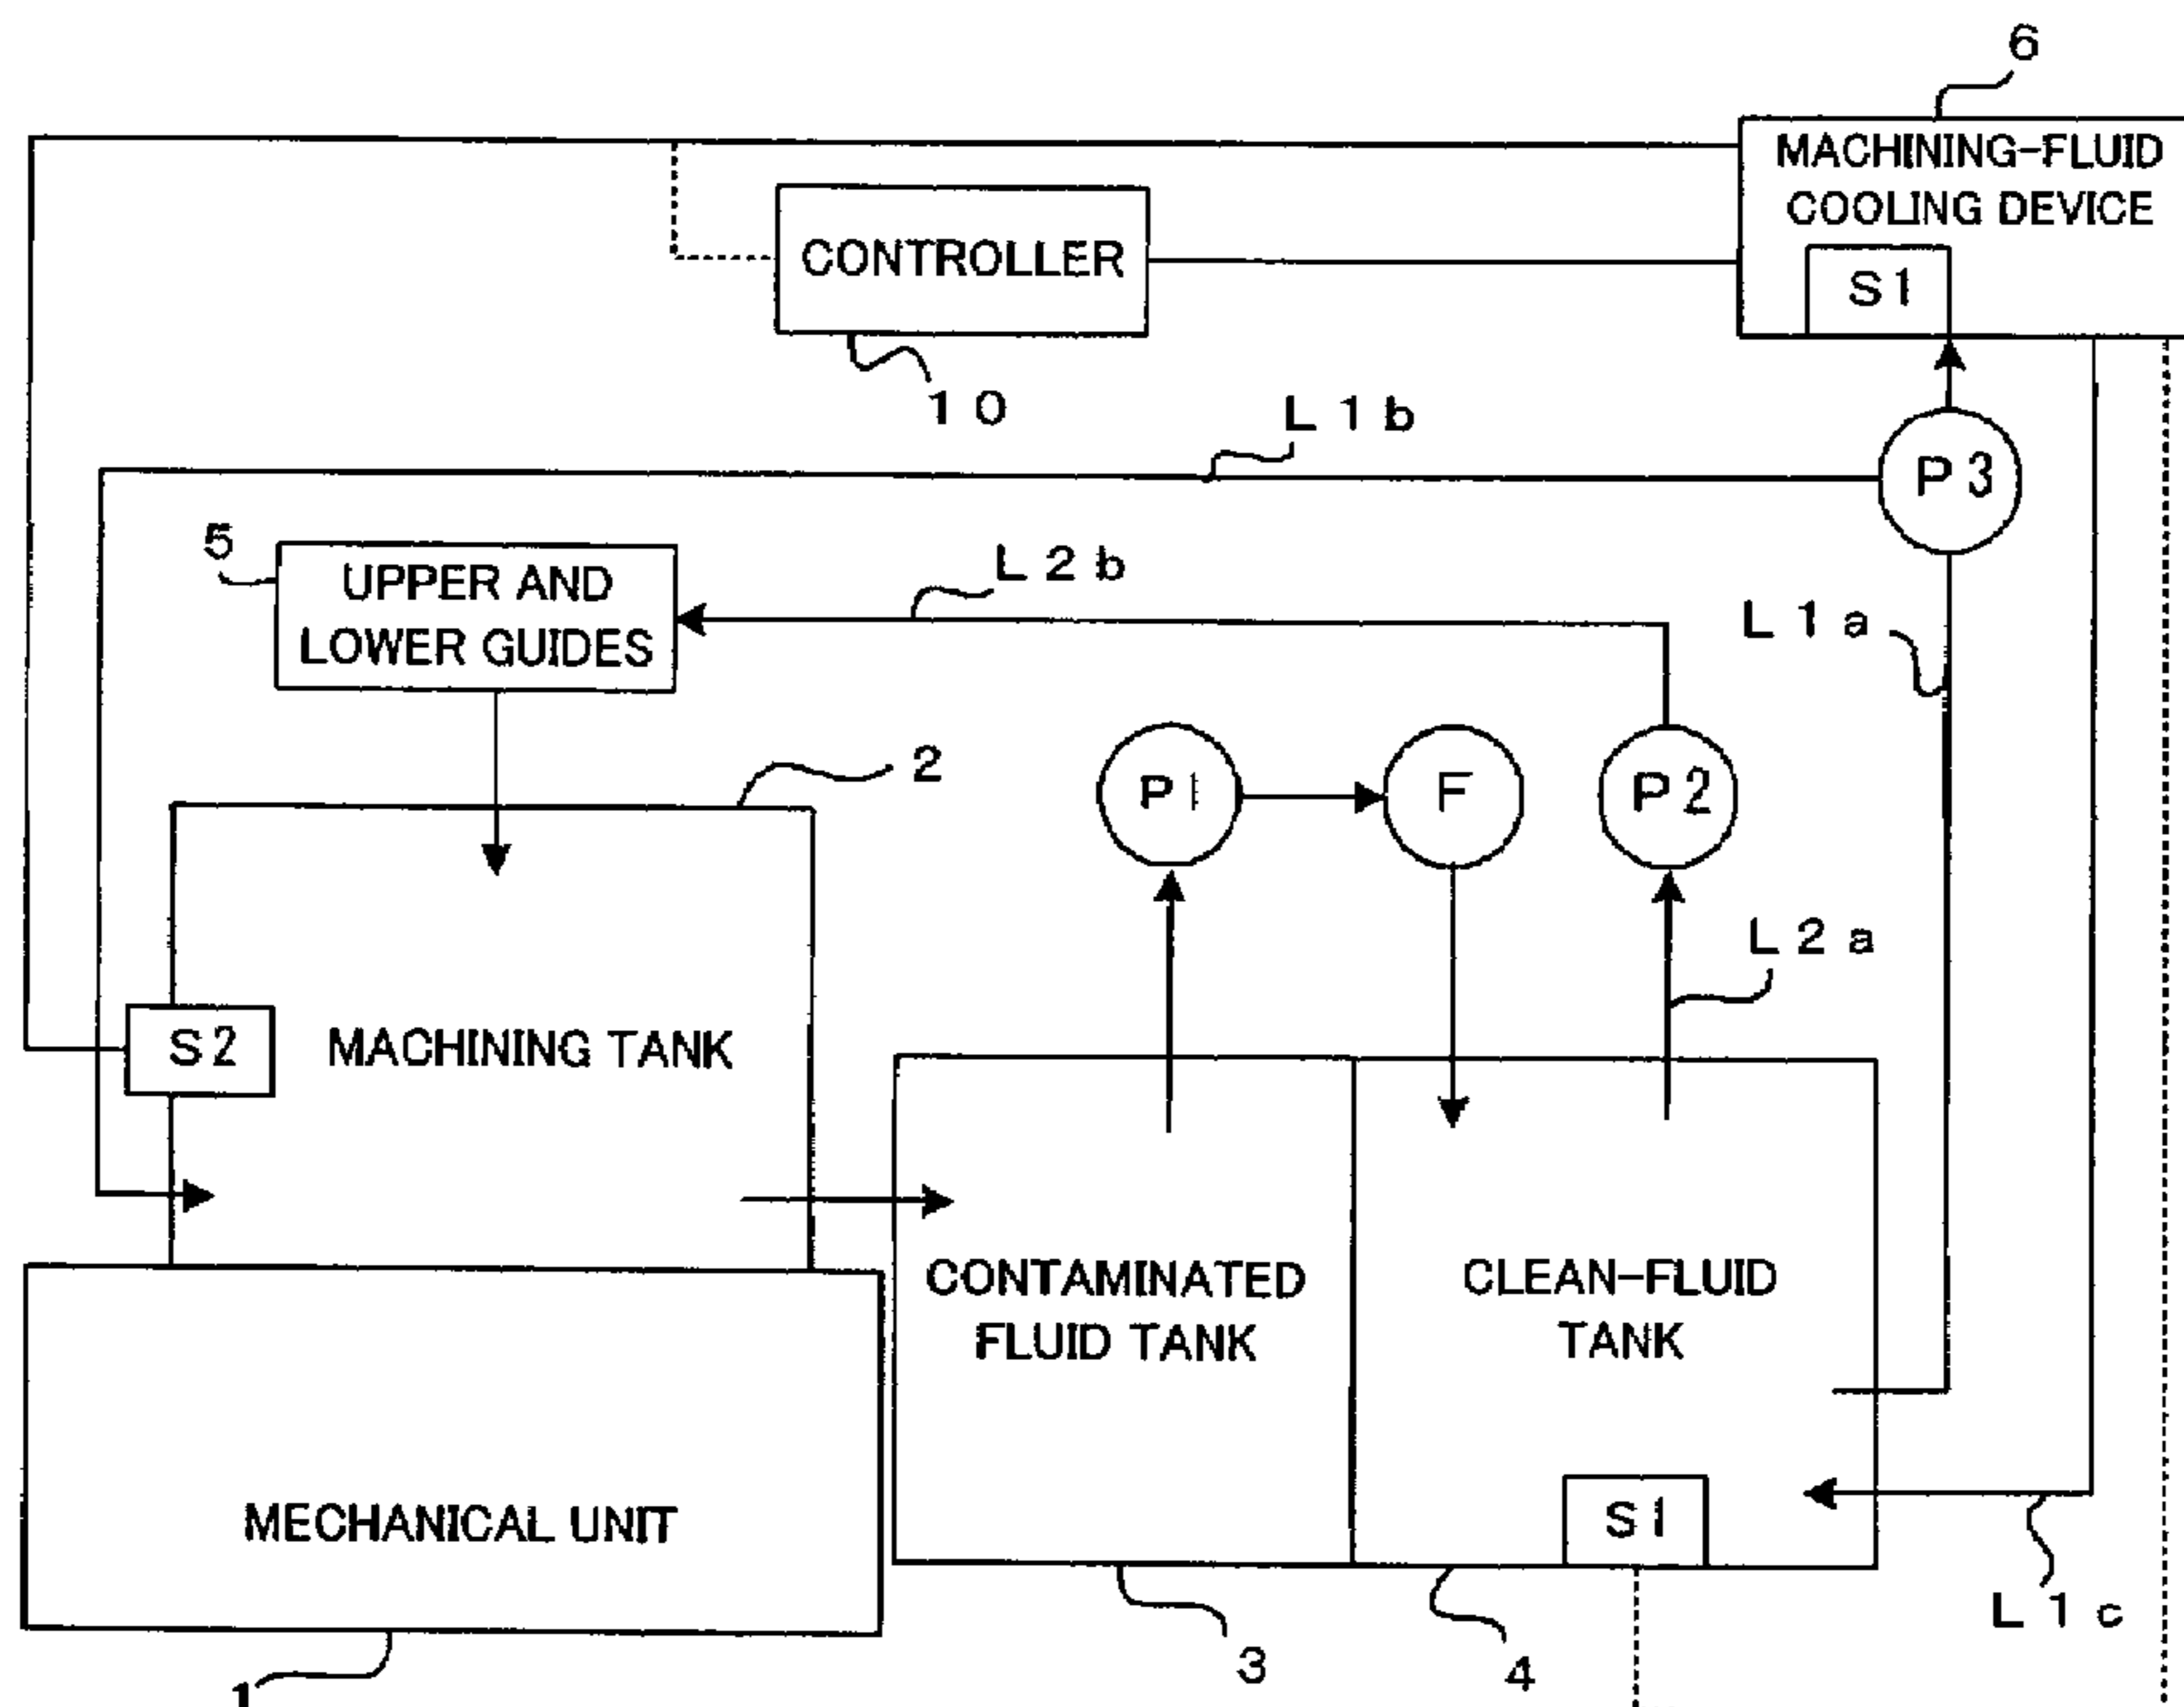 6
MACHINING-FLUID
COOLING DEVICE
S1
CONTROLLER
10
L1b
P3
5
UPPER AND
LOWER GUIDES
L2b
L1a
2
P1
F
P2
L2a
S2
MACHINING TANK
CONTAMINATED
FLUID TANK
CLEAN-FLUID
TANK
MECHANICAL UNIT
S1
L1c
3
4
1